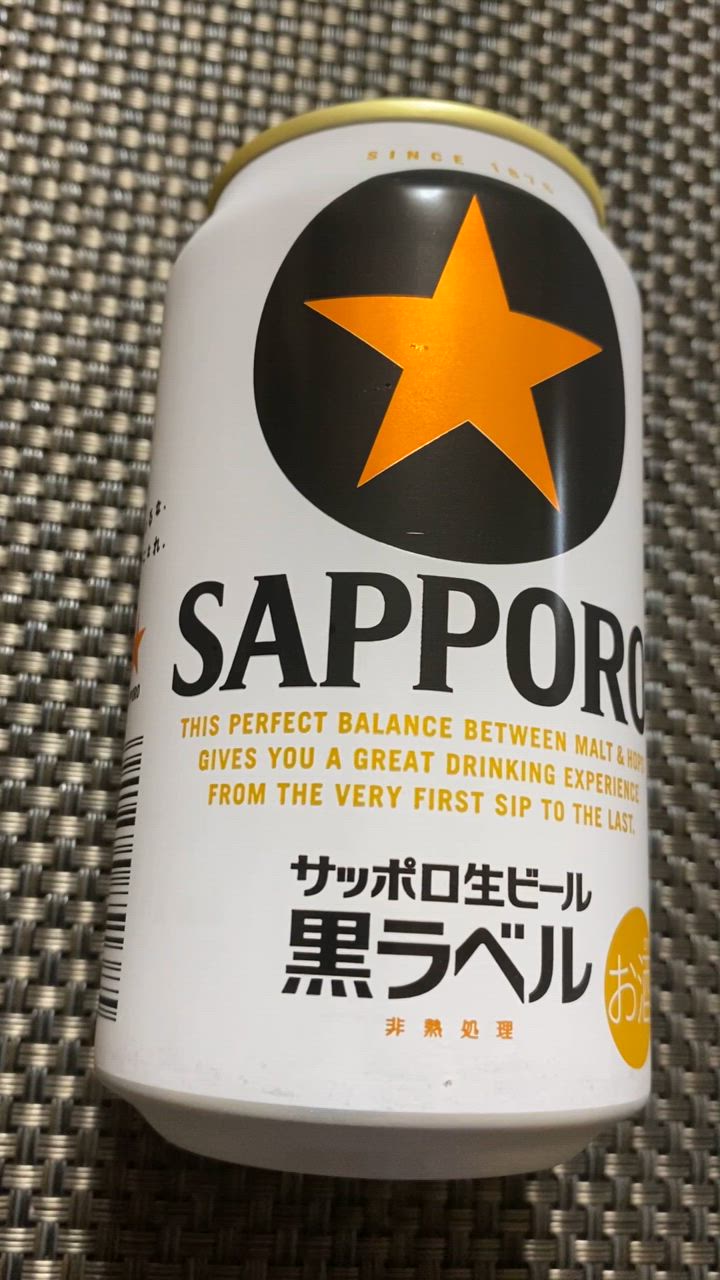 SINCE 1876
SAPPORO
THIS PERFECT BALANCE BETWEEN MALT & HOPS
GIVES YOU A GREAT DRINKING EXPERIENCE
FROM THE VERY FIRST SIP TO THE LAST.
サッポロ生ビール
黒ラベル
非熱処理
お酒